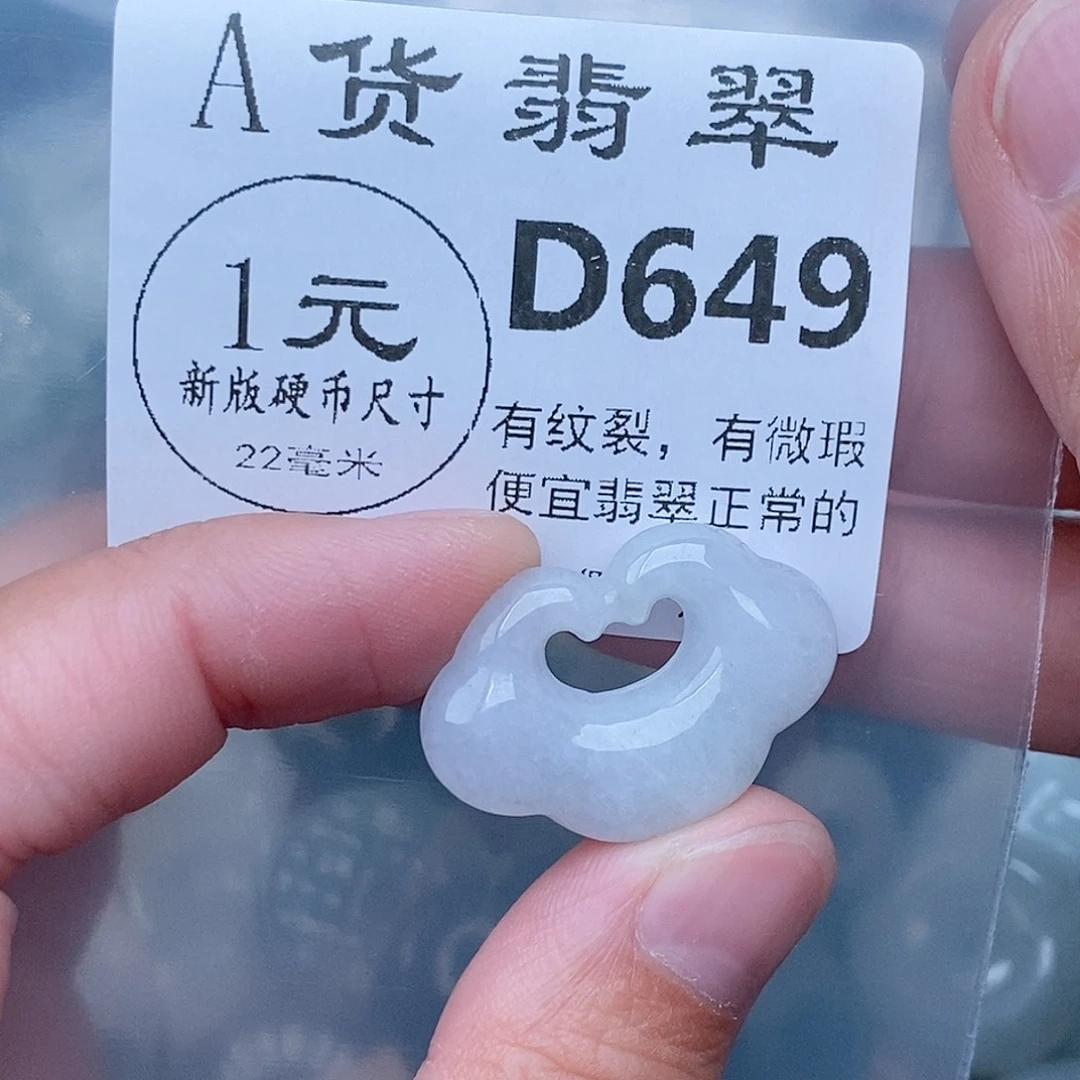 A货翡翠
1元
新版硬币尺寸
22毫米
D649
有纹裂，有微瑕
便宜翡翠正常的